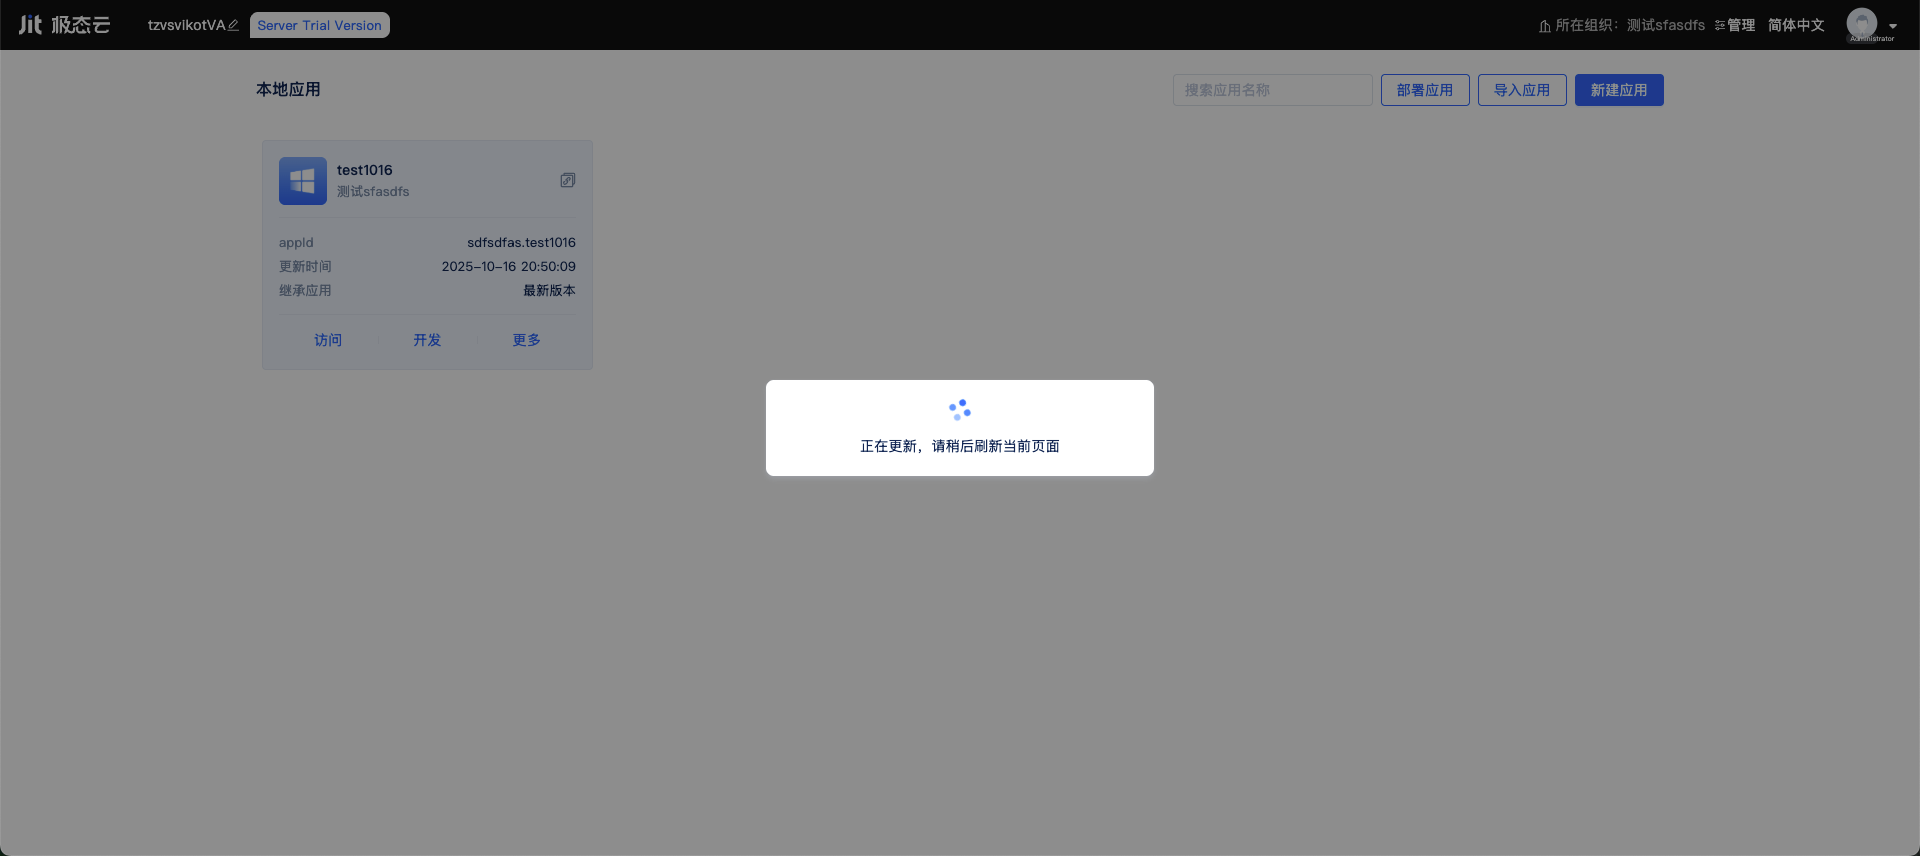 Jit 极态云
tzvsvikotVA
Server Trial Version
所在组织：测试sfasdfs
管理
简体中文
Administrator
本地应用
搜索应用名称
部署应用
导入应用
新建应用
test1016
测试sfasdfs
appId
sdfsdfas.test1016
更新时间
2025-10-16 20:50:09
继承应用
最新版本
访问
开发
更多
正在更新，请稍后刷新当前页面